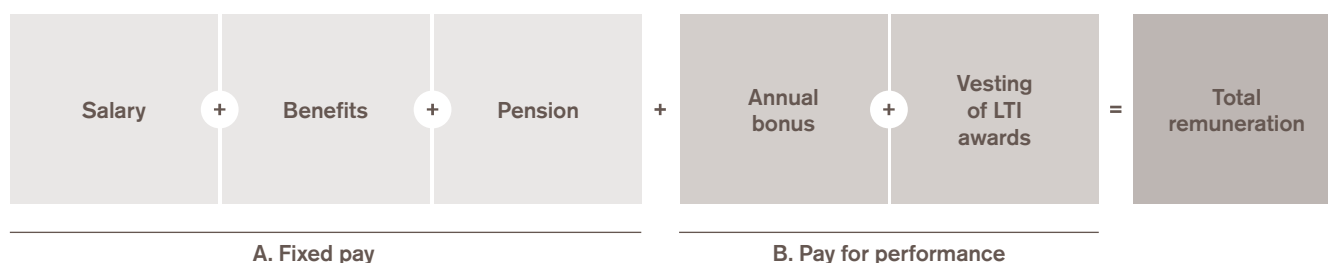 Salary + Benefits + Pension + Annual bonus + Vesting of LTI awards = Total remuneration
A. Fixed pay
B. Pay for performance